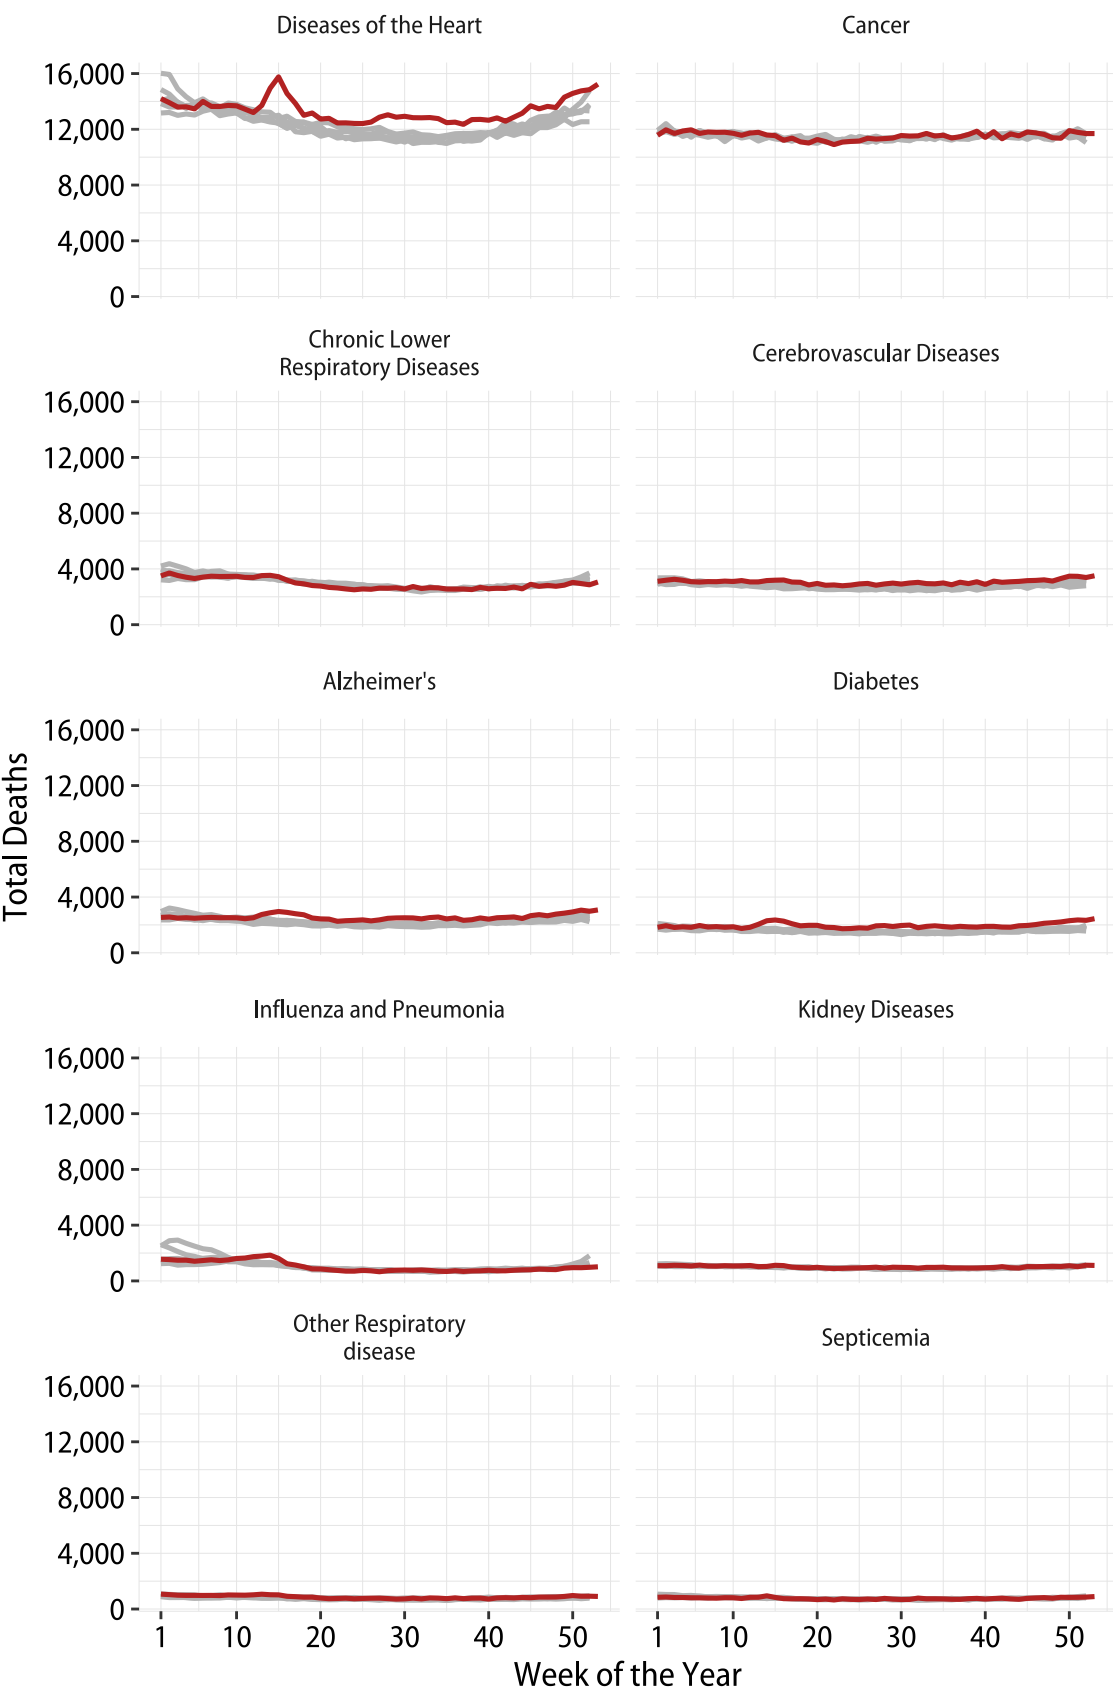 Diseases of the Heart
Cancer
16,000
12,000
8,000
4,000
0
Chronic Lower
Respiratory Diseases
Cerebrovascular Diseases
16,000
12,000
8,000
4,000
0
Alzheimer's
Diabetes
16,000
12,000
8,000
4,000
0
Total Deaths
Influenza and Pneumonia
Kidney Diseases
16,000
12,000
8,000
4,000
0
Other Respiratory
disease
Septicemia
16,000
12,000
8,000
4,000
0
1 10 20 30 40 50
1 10 20 30 40 50
Week of the Year